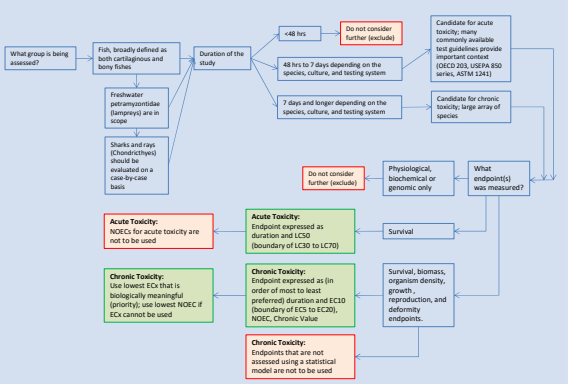 What group is being
assessed?
Fish, broadly defined as
both cartilaginous and
bony fishes
Freshwater
petramyzontidae
(lampreys) are in
scope
Sharks and rays
(Chondricthyes)
should be
evaluated on a
case-by-case
basis
Duration of the
study
<48 hrs
Do not consider
further (exclude)
48 hrs to 7 days depending on the
species, culture, and testing system
Candidate for acute
toxicity; many
commonly available
test guidelines provide
important context
(OECD 203, USEPA 850
series, ASTM 1241)
7 days and longer depending on the
species, culture, and testing system
Candidate for chronic
toxicity; large array of
species
What
endpoint(s)
was measured?
Physiological,
biochemical or
genomic only
Do not consider
further (exclude)
Survival
Acute Toxicity:
Endpoint expressed as
duration and LC50
(boundary of LC30 to LC70)
Acute Toxicity:
NOECs for acute toxicity are
not to be used
Survival, biomass,
organism density,
growth ,
reproduction, and
deformity
endpoints.
Chronic Toxicity:
Endpoint expressed as (in
order of most to least
preferred) duration and EC10
(boundary of EC5 to EC20),
NOEC, Chronic Value
Chronic Toxicity:
Use lowest ECx that is
biologically meaningful
(priority); use lowest NOEC if
ECx cannot be used
Chronic Toxicity:
Endpoints that are not
assessed using a statistical
model are not to be used